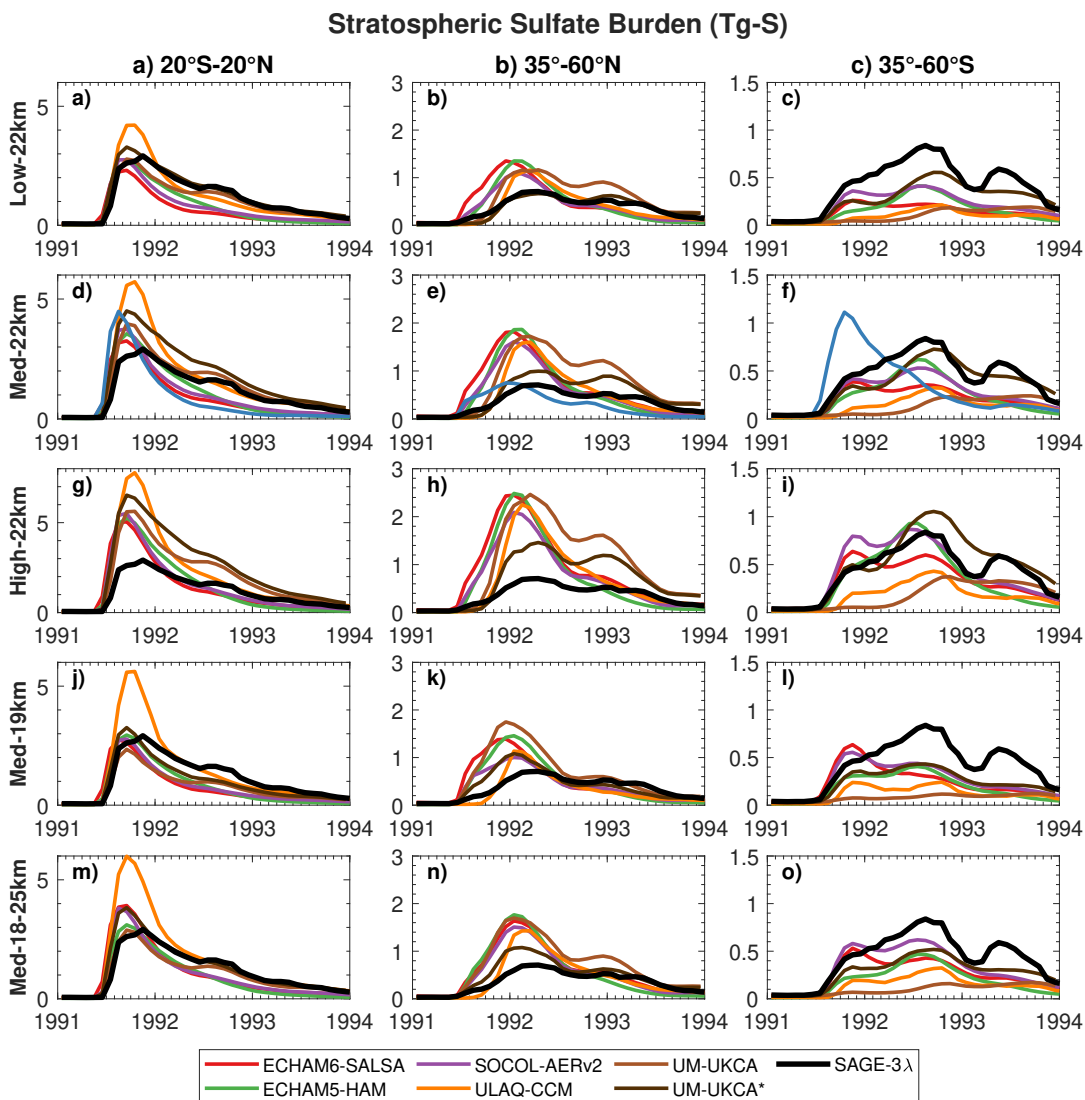 Stratospheric Sulfate Burden (Tg-S)
a) 20°S-20°N b) 35°-60°N c) 35°-60°S
Low-22km
a) b) c)
5 3 1.5
2 1
1 0.5
0 0 0
1991 1992 1993 1994 1991 1992 1993 1994 1991 1992 1993 1994
Med-22km
d) e) f)
5 3 1.5
2 1
1 0.5
0 0 0
1991 1992 1993 1994 1991 1992 1993 1994 1991 1992 1993 1994
High-22km
g) h) i)
5 3 1.5
2 1
1 0.5
0 0 0
1991 1992 1993 1994 1991 1992 1993 1994 1991 1992 1993 1994
Med-19km
j) k) l)
5 3 1.5
2 1
1 0.5
0 0 0
1991 1992 1993 1994 1991 1992 1993 1994 1991 1992 1993 1994
Med-18-25km
m) n) o)
5 3 1.5
2 1
1 0.5
0 0 0
1991 1992 1993 1994 1991 1992 1993 1994 1991 1992 1993 1994
ECHAM6-SALSA SOCOL-AERv2 UM-UKCA SAGE-3λ
ECHAM5-HAM ULAQ-CCM UM-UKCA*